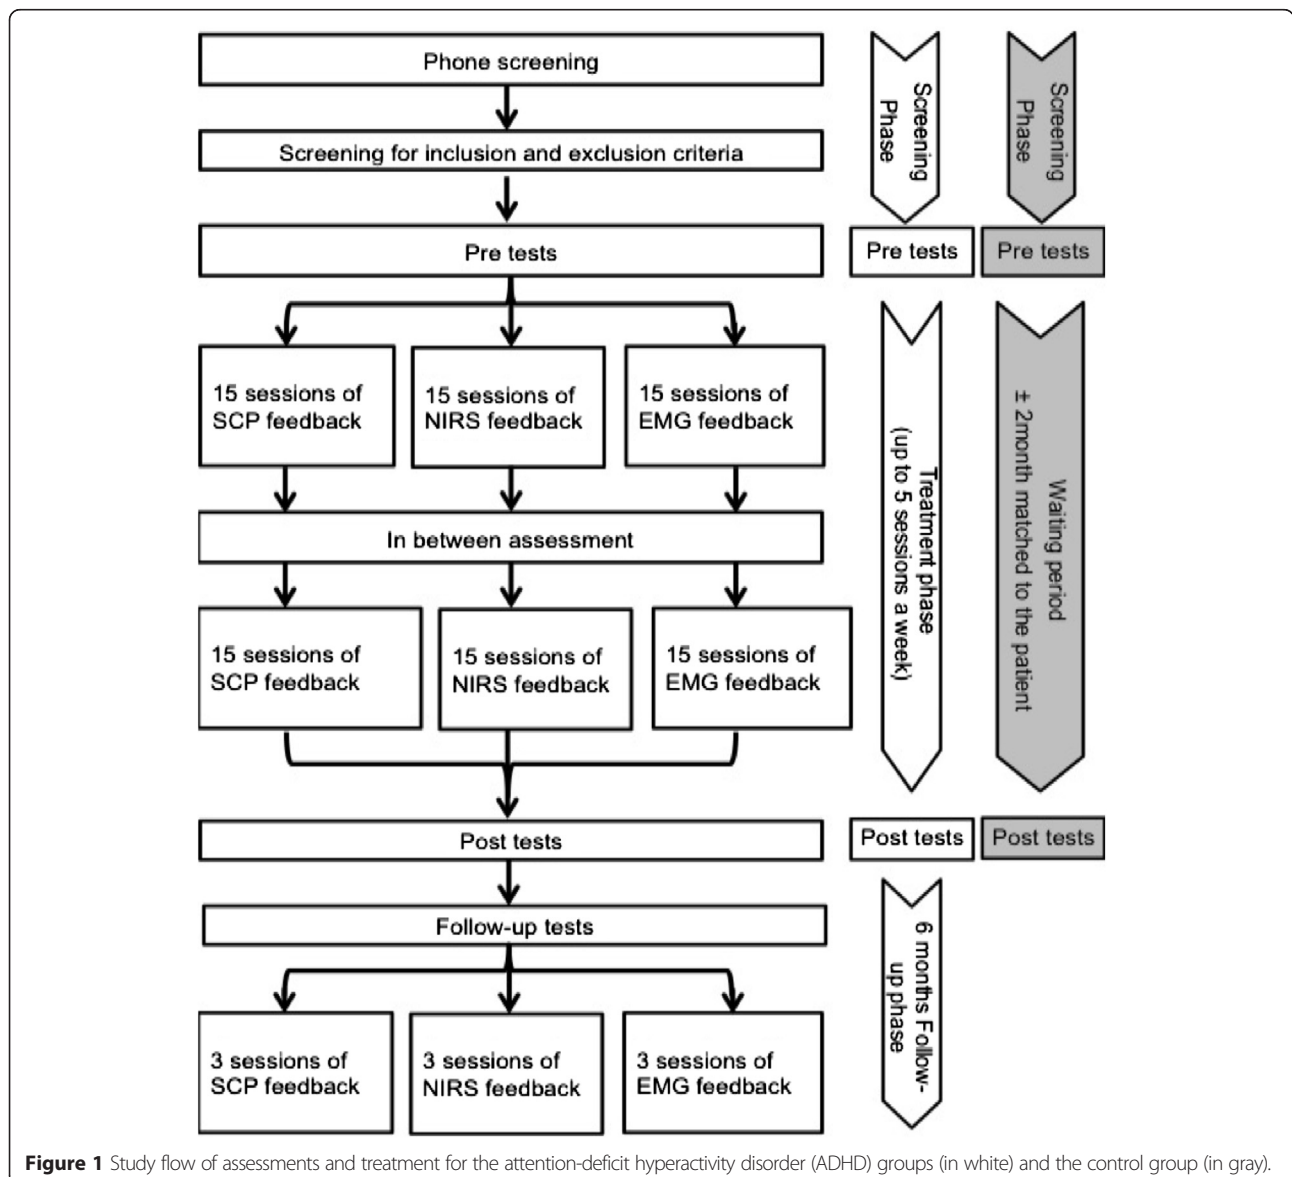 Phone screening
Screening for inclusion and exclusion criteria
Pre tests
15 sessions of
SCP feedback
15 sessions of
NIRS feedback
15 sessions of
EMG feedback
In between assessment
15 sessions of
SCP feedback
15 sessions of
NIRS feedback
15 sessions of
EMG feedback
Post tests
Follow-up tests
3 sessions of
SCP feedback
3 sessions of
NIRS feedback
3 sessions of
EMG feedback
Screening
Phase
Pre tests
Treatment phase
(up to 5 sessions a week)
Post tests
6 months Follow-
up phase
Screening
Phase
Pre tests
Waiting period
± 2month matched to the patient
Post tests
Figure 1 Study flow of assessments and treatment for the attention-deficit hyperactivity disorder (ADHD) groups (in white) and the control group (in gray).